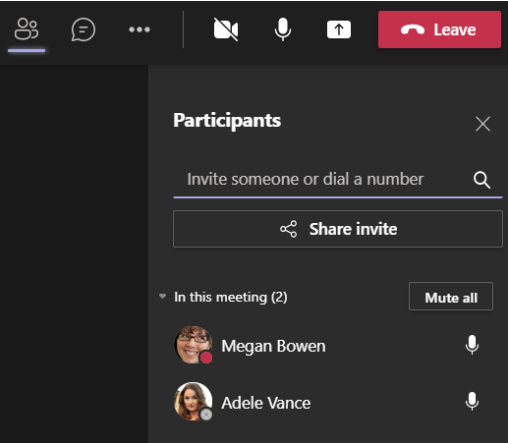 Leave
Participants
Invite someone or dial a number
Share invite
In this meeting (2)
Mute all
Megan Bowen
Adele Vance